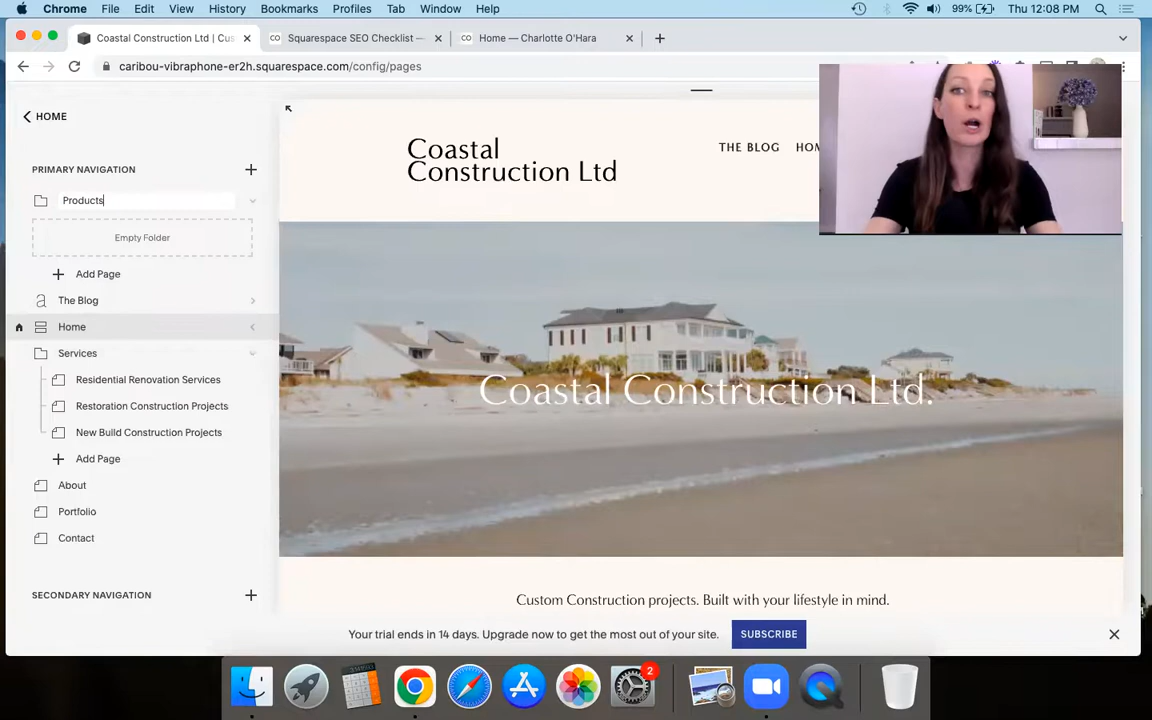 Chrome File Edit View History Bookmarks Profiles Tab Window Help 99% Thu 12:08 PM
Coastal Construction Ltd | Cus
Squarespace SEO Checklist —
Home — Charlotte O'Hara
caribou-vibraphone-er2h.squarespace.com/config/pages
HOME
PRIMARY NAVIGATION
Products
Empty Folder
Add Page
The Blog
Home
Services
Residential Renovation Services
Restoration Construction Projects
New Build Construction Projects
Add Page
About
Portfolio
Contact
SECONDARY NAVIGATION
Coastal
Construction Ltd
THE BLOG HOM
Coastal Construction Ltd.
Custom Construction projects. Built with your lifestyle in mind.
Your trial ends in 14 days. Upgrade now to get the most out of your site. SUBSCRIBE
2